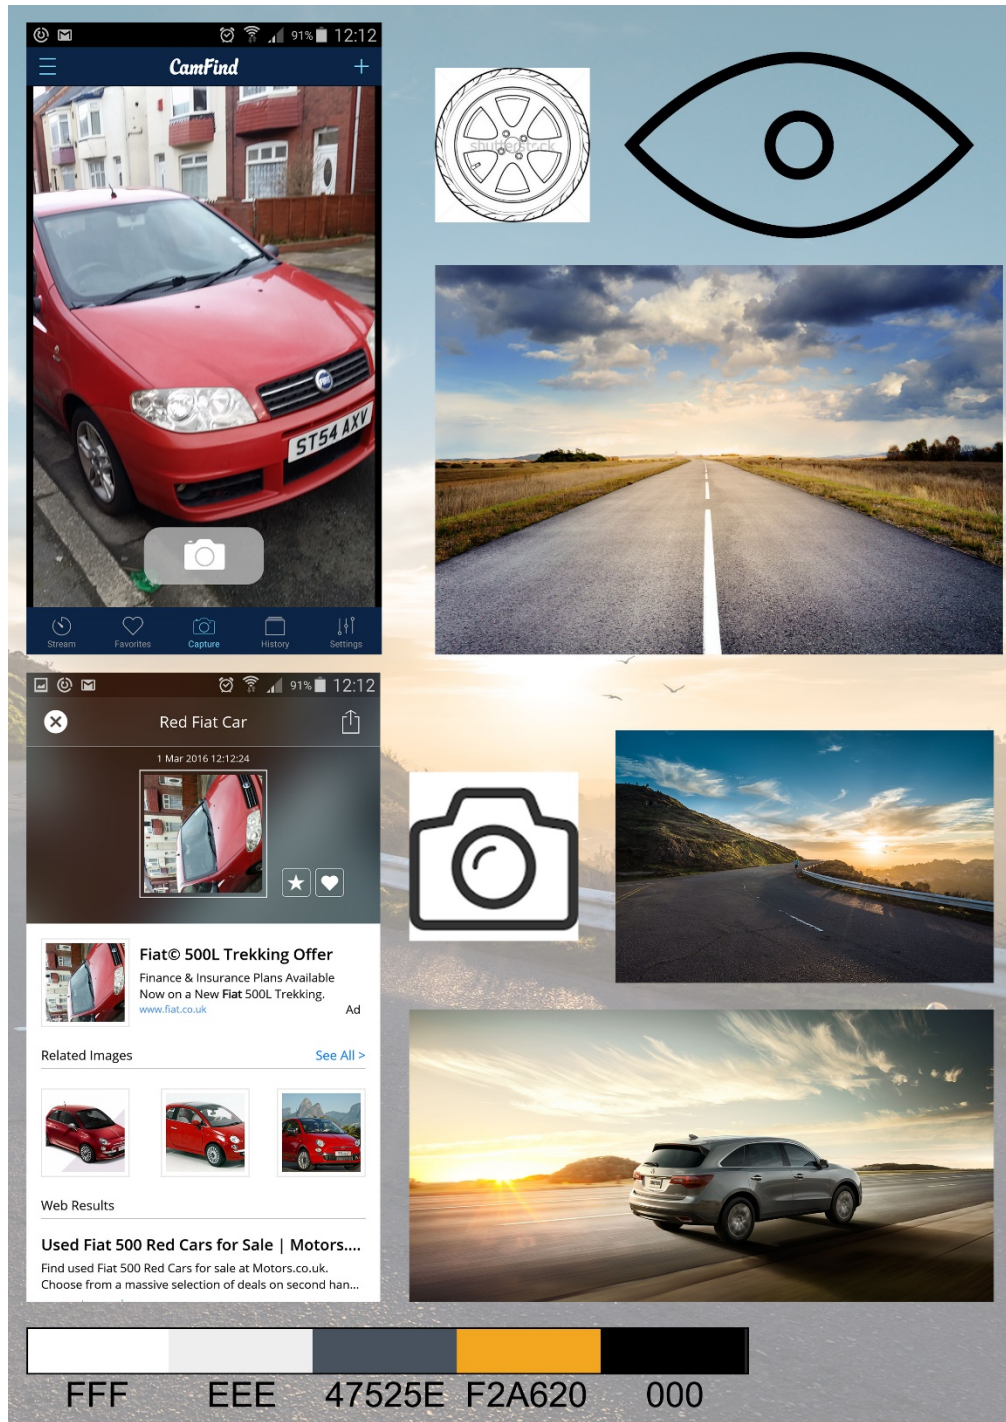 91% 12:12
CamFind
shutterstock
ST54 AXV
Stream Favorites Capture History Settings
91% 12:12
Red Fiat Car
1 Mar 2016 12:12:24
Fiat© 500L Trekking Offer
Finance & Insurance Plans Available
Now on a New Fiat 500L Trekking.
www.fiat.co.uk Ad
Related Images See All >
Web Results
Used Fiat 500 Red Cars for Sale | Motors....
Find used Fiat 500 Red Cars for sale at Motors.co.uk.
Choose from a massive selection of deals on second han...
FFF EEE 47525E F2A620 000